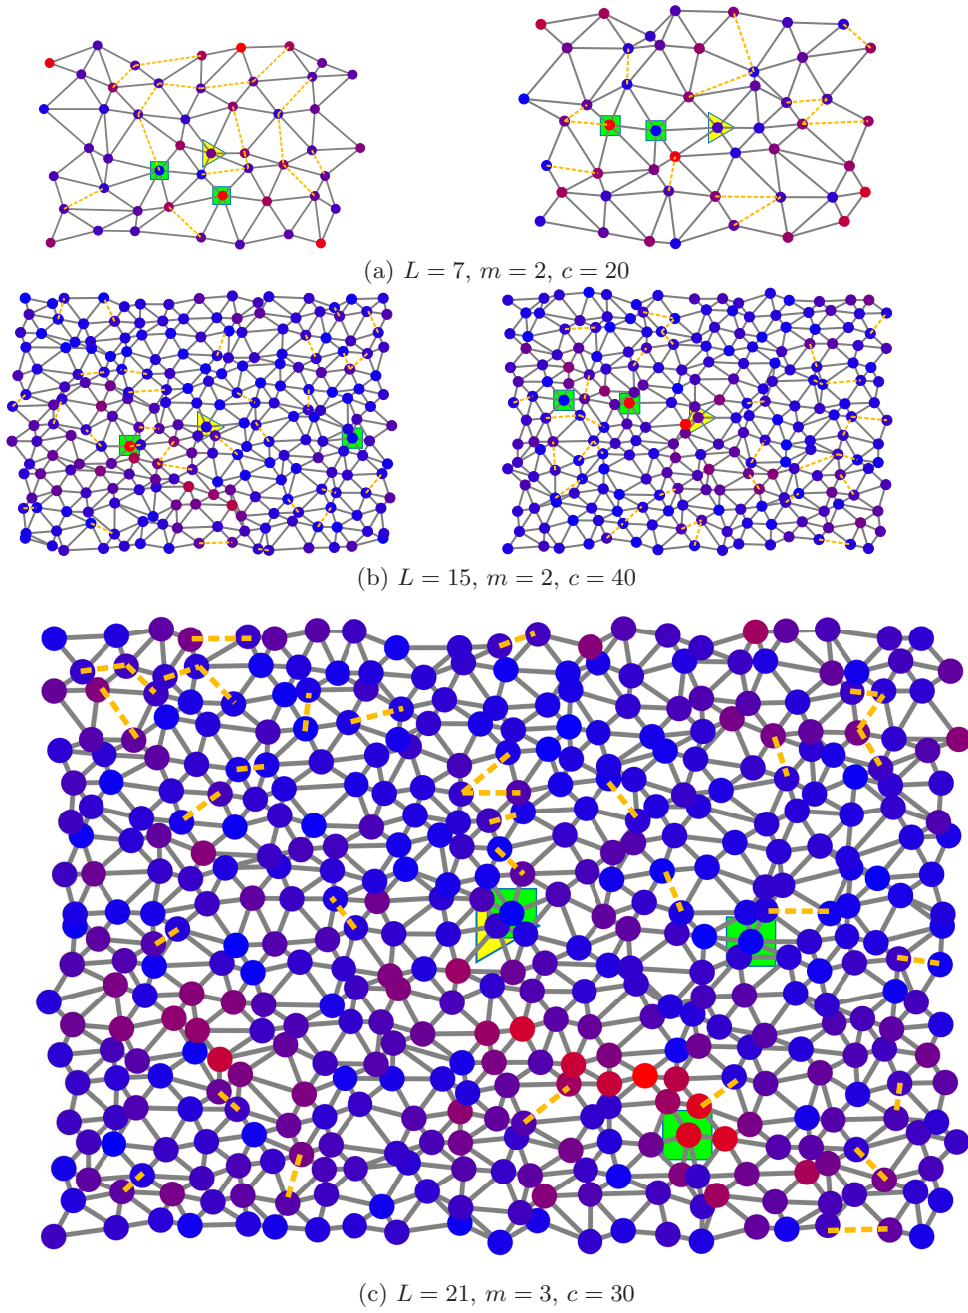 (a) L = 7, m = 2, c = 20
(b) L = 15, m = 2, c = 40
(c) L = 21, m = 3, c = 30